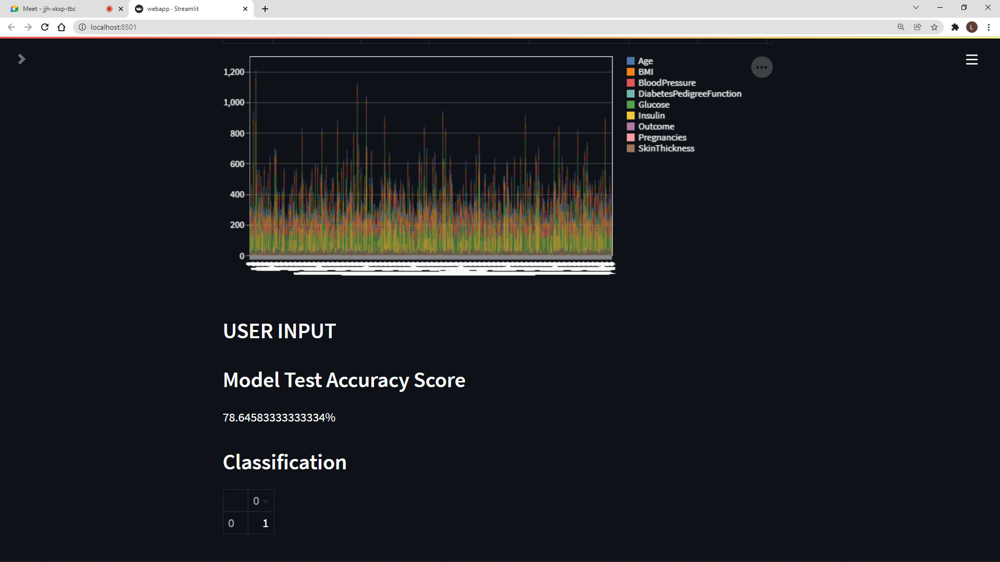 Meet - jjh-xkxp-tbc
webapp · Streamlit
localhost:8501
L
1,200
1,000
800
600
400
200
0
Age
BMI
BloodPressure
DiabetesPedigreeFunction
Glucose
Insulin
Outcome
Pregnancies
SkinThickness
USER INPUT
Model Test Accuracy Score
78.64583333333334%
Classification
0
0 1